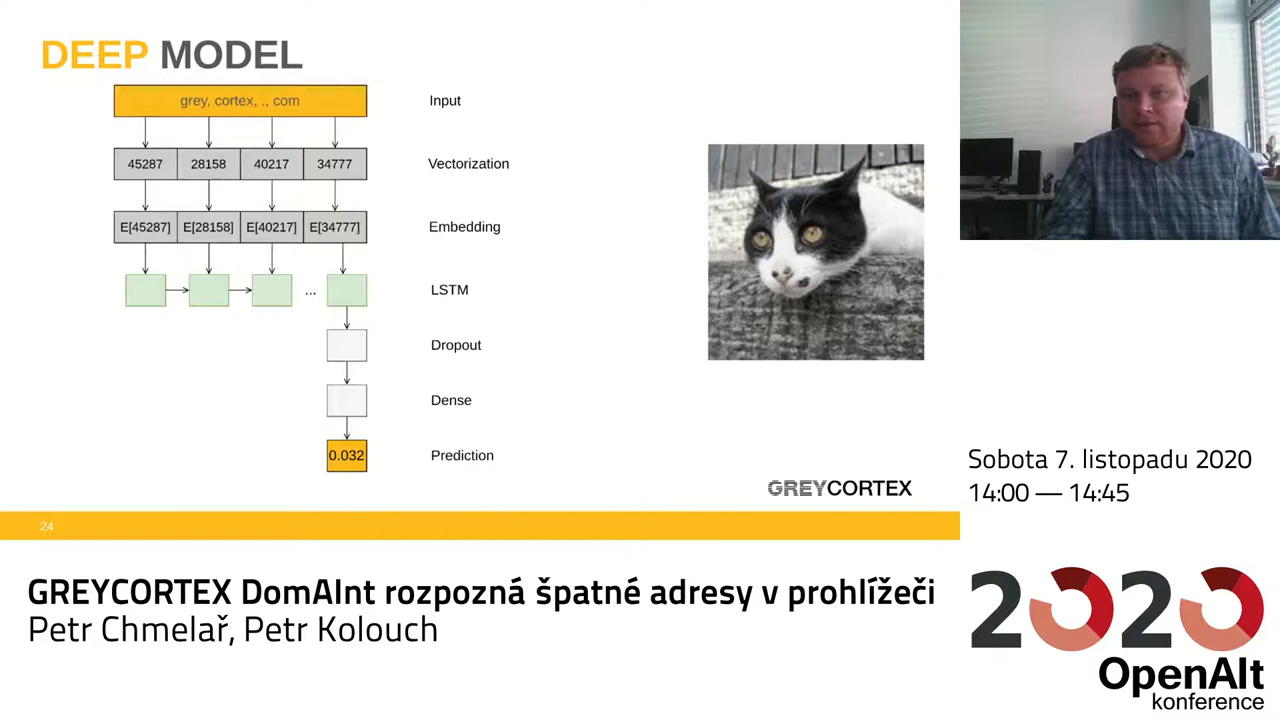 DEEP MODEL
grey, cortex, ., com
Input
45287 28158 40217 34777
Vectorization
E[45287] E[28158] E[40217] E[34777]
Embedding
...
LSTM
Dropout
Dense
0.032
Prediction
GREYCORTEX
24
Sobota 7. listopadu 2020
14:00 — 14:45
GREYCORTEX DomAInt rozpozná špatné adresy v prohlížeči
Petr Chmelař, Petr Kolouch
2020
OpenAlt
konference